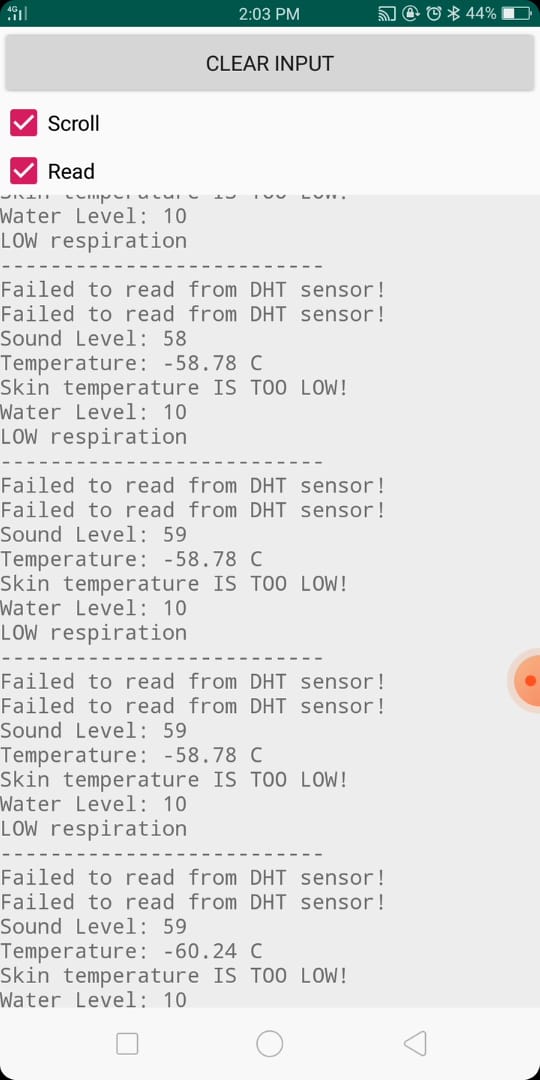 4G
2:03 PM
44%
CLEAR INPUT
Scroll
Read
Skin temperature IS TOO LOW!
Water Level: 10
LOW respiration
---------------------------
Failed to read from DHT sensor!
Failed to read from DHT sensor!
Sound Level: 58
Temperature: -58.78 C
Skin temperature IS TOO LOW!
Water Level: 10
LOW respiration
---------------------------
Failed to read from DHT sensor!
Failed to read from DHT sensor!
Sound Level: 59
Temperature: -58.78 C
Skin temperature IS TOO LOW!
Water Level: 10
LOW respiration
---------------------------
Failed to read from DHT sensor!
Failed to read from DHT sensor!
Sound Level: 59
Temperature: -58.78 C
Skin temperature IS TOO LOW!
Water Level: 10
LOW respiration
---------------------------
Failed to read from DHT sensor!
Failed to read from DHT sensor!
Sound Level: 59
Temperature: -60.24 C
Skin temperature IS TOO LOW!
Water Level: 10